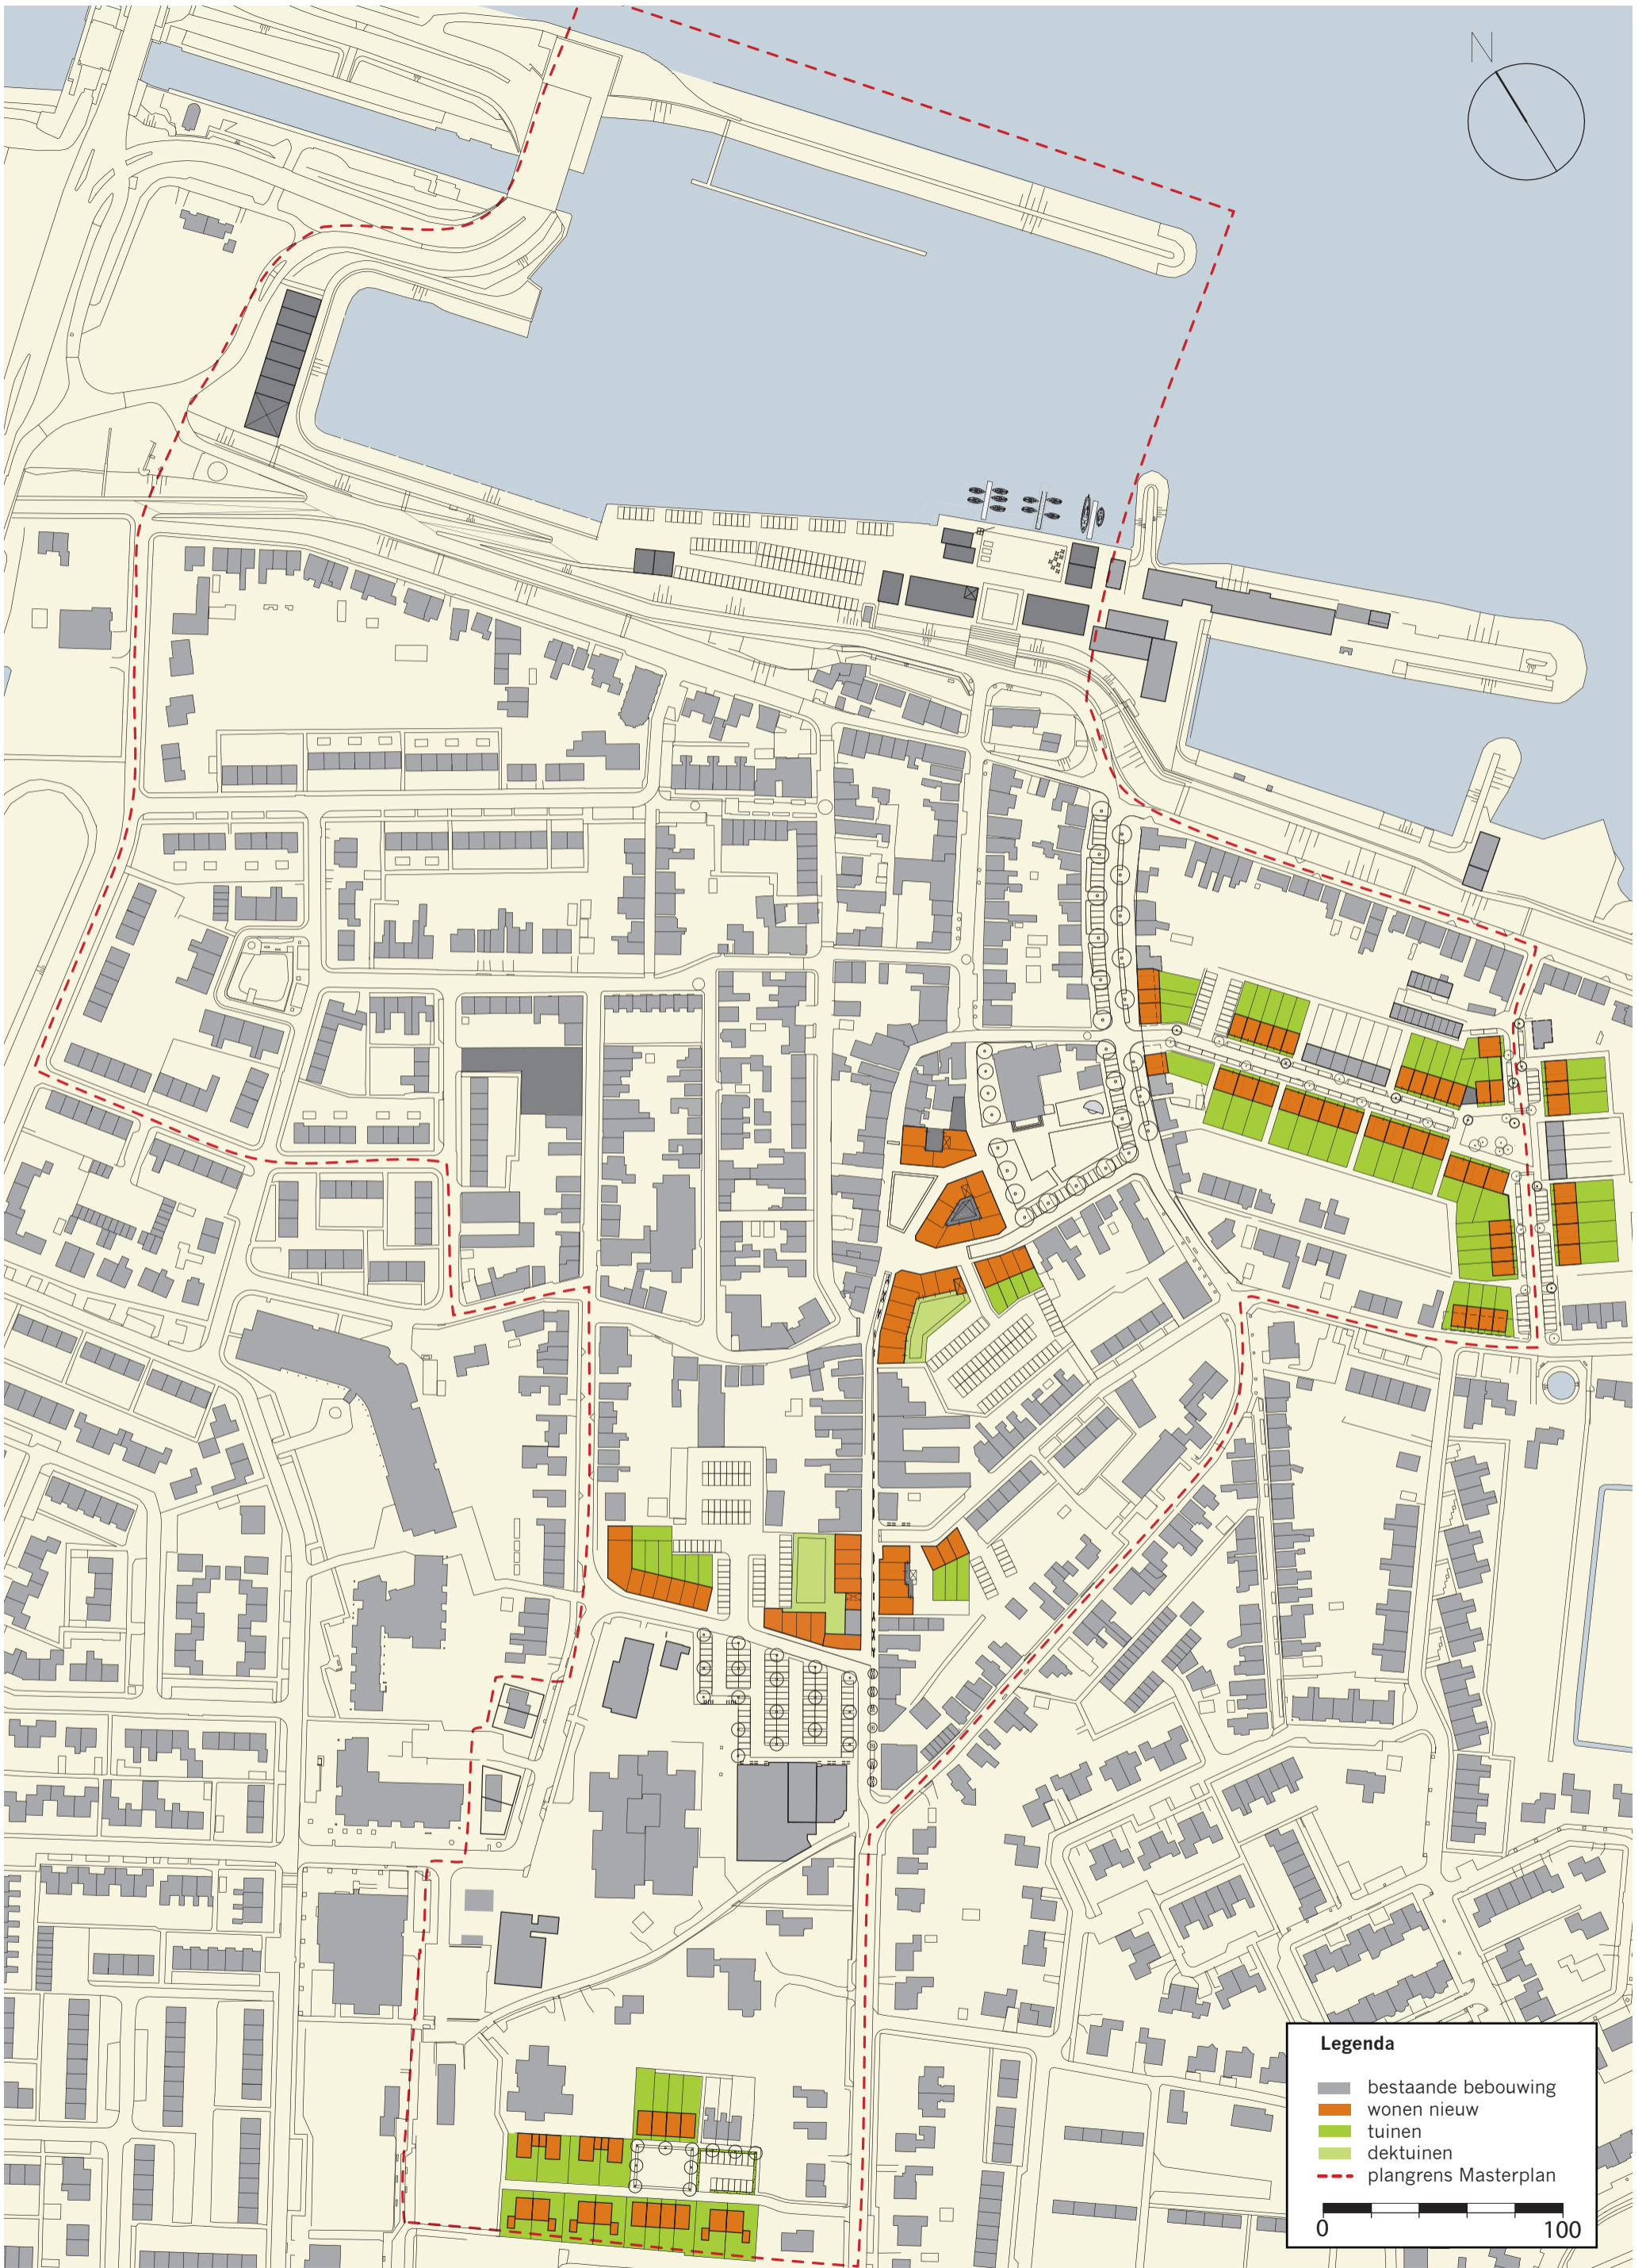 N
Legenda
bestaande bebouwing
wonen nieuw
tuinen
dektuinen
plangrens Masterplan
0 100